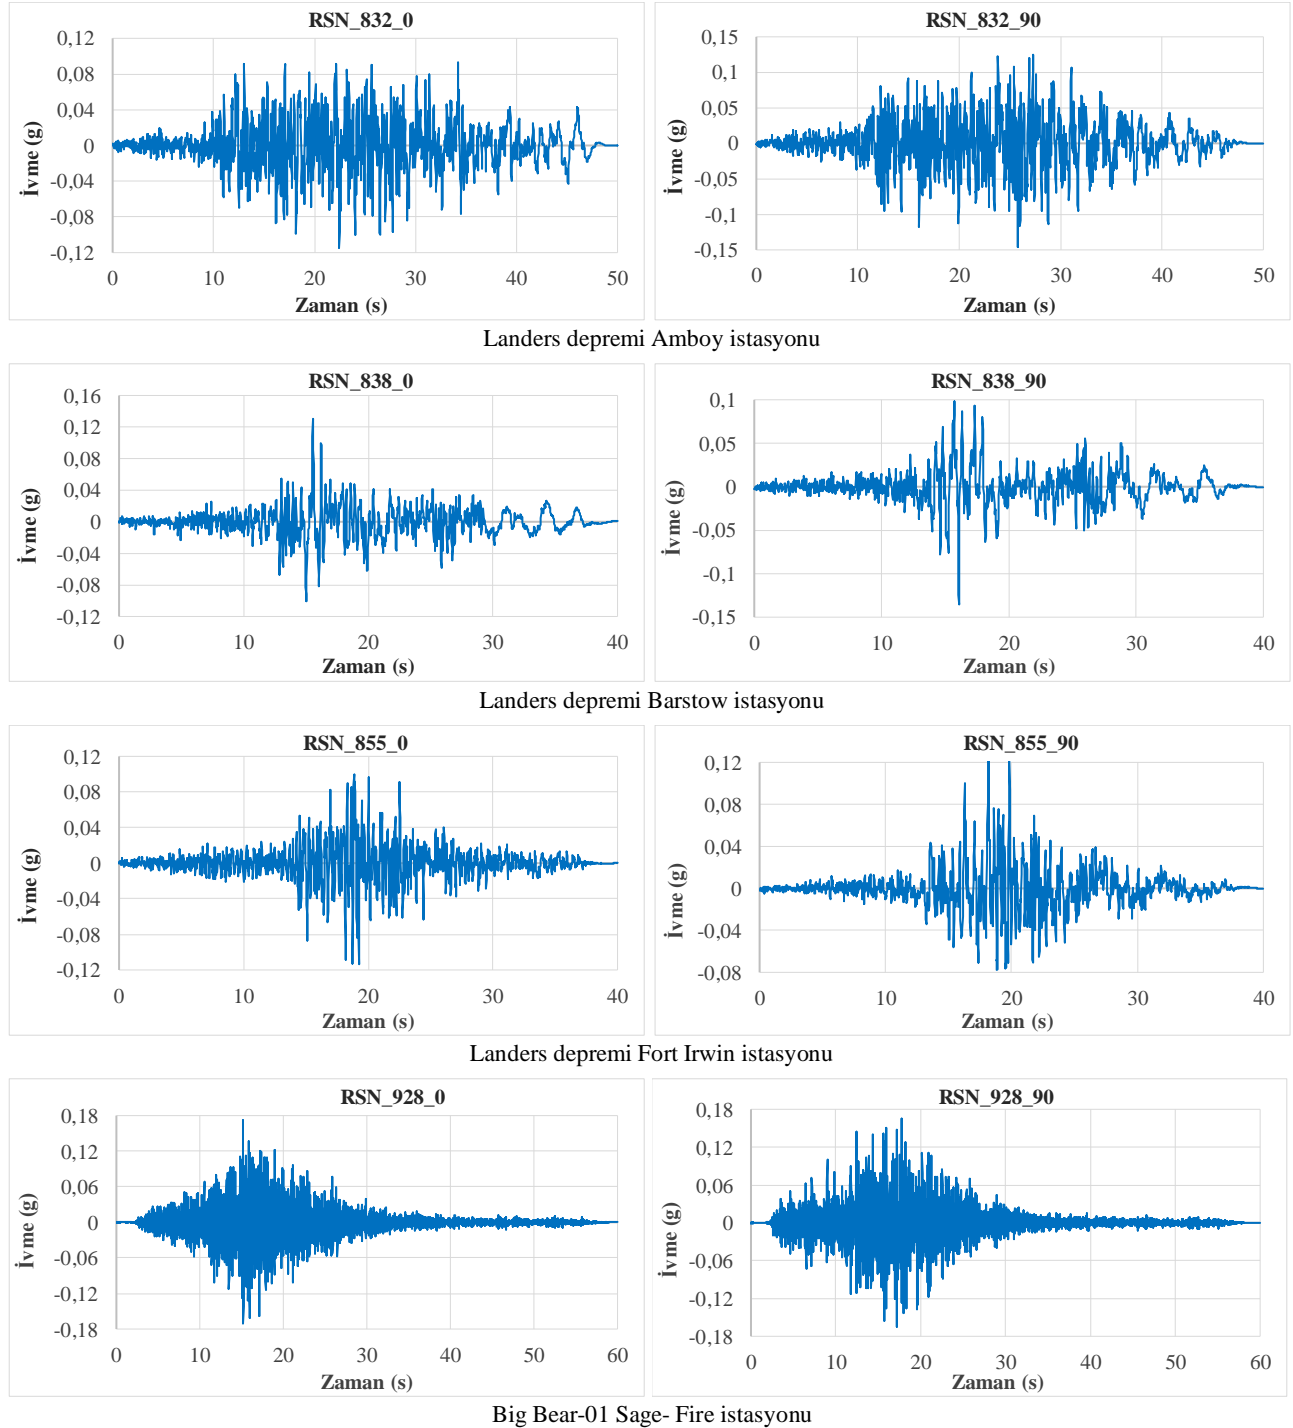 RSN_832_0
0,12
0,08
0,04
0
-0,04
-0,08
-0,12
İvme (g)
0 10 20 30 40 50
Zaman (s)
RSN_832_90
0,15
0,1
0,05
0
-0,05
-0,1
-0,15
İvme (g)
0 10 20 30 40 50
Zaman (s)
Landers depremi Amboy istasyonu
RSN_838_0
0,16
0,12
0,08
0,04
0
-0,04
-0,08
-0,12
İvme (g)
0 10 20 30 40
Zaman (s)
RSN_838_90
0,1
0,05
0
-0,05
-0,1
-0,15
İvme (g)
0 10 20 30 40
Zaman (s)
Landers depremi Barstow istasyonu
RSN_855_0
0,12
0,08
0,04
0
-0,04
-0,08
-0,12
İvme (g)
0 10 20 30 40
Zaman (s)
RSN_855_90
0,12
0,08
0,04
0
-0,04
-0,08
İvme (g)
0 10 20 30 40
Zaman (s)
Landers depremi Fort Irwin istasyonu
RSN_928_0
0,18
0,12
0,06
0
-0,06
-0,12
-0,18
İvme (g)
0 10 20 30 40 50 60
Zaman (s)
RSN_928_90
0,18
0,12
0,06
0
-0,06
-0,12
-0,18
İvme (g)
0 10 20 30 40 50 60
Zaman (s)
Big Bear-01 Sage- Fire istasyonu